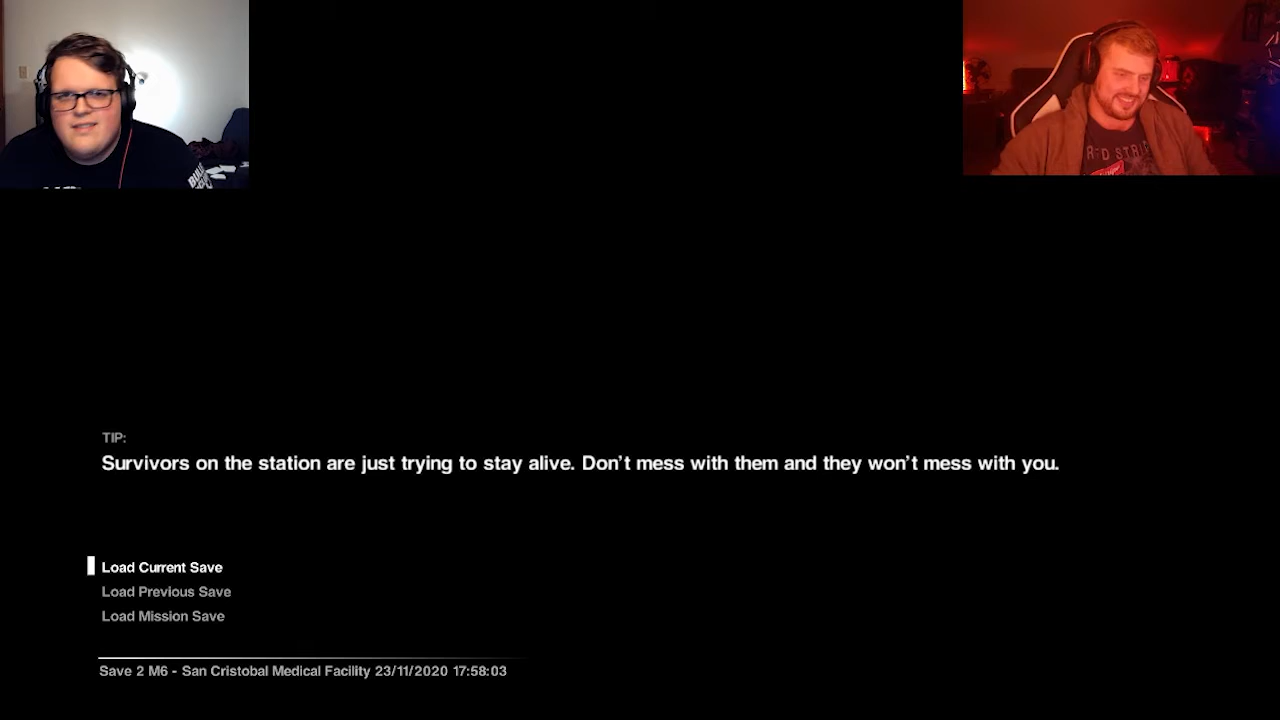 TIP:
Survivors on the station are just trying to stay alive. Don't mess with them and they won't mess with you.
Load Current Save
Load Previous Save
Load Mission Save
Save 2 M6 - San Cristobal Medical Facility 23/11/2020 17:58:03